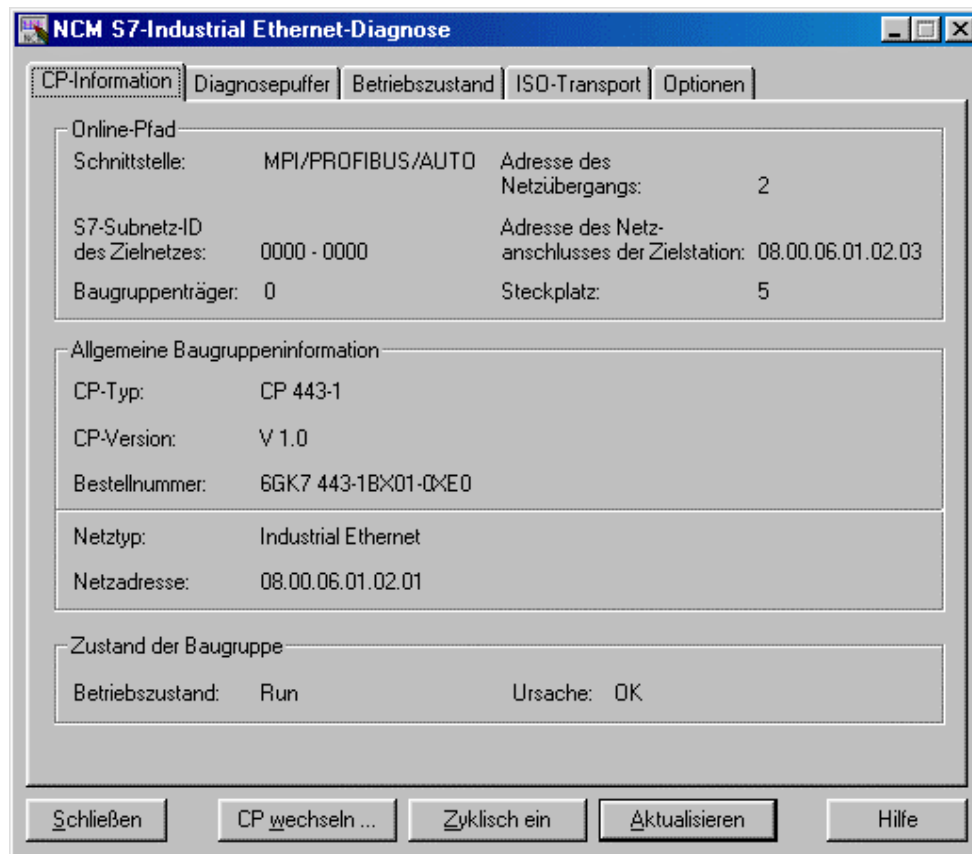 NCM S7-Industrial Ethernet-Diagnose
CP-Information Diagnosepuffer Betriebszustand ISO-Transport Optionen
Online-Pfad
Schnittstelle: MPI/PROFIBUS/AUTO Adresse des
Netzübergangs: 2
S7-Subnetz-ID Adresse des Netz-
des Zielnetzes: 0000 - 0000 anschlusses der Zielstation: 08.00.06.01.02.03
Baugruppenträger: 0 Steckplatz: 5
Allgemeine Baugruppeninformation
CP-Typ: CP 443-1
CP-Version: V 1.0
Bestellnummer: 6GK7 443-1BX01-0XE0
Netztyp: Industrial Ethernet
Netzadresse: 08.00.06.01.02.01
Zustand der Baugruppe
Betriebszustand: Run Ursache: OK
Schließen CP wechseln ... Zyklisch ein Aktualisieren Hilfe